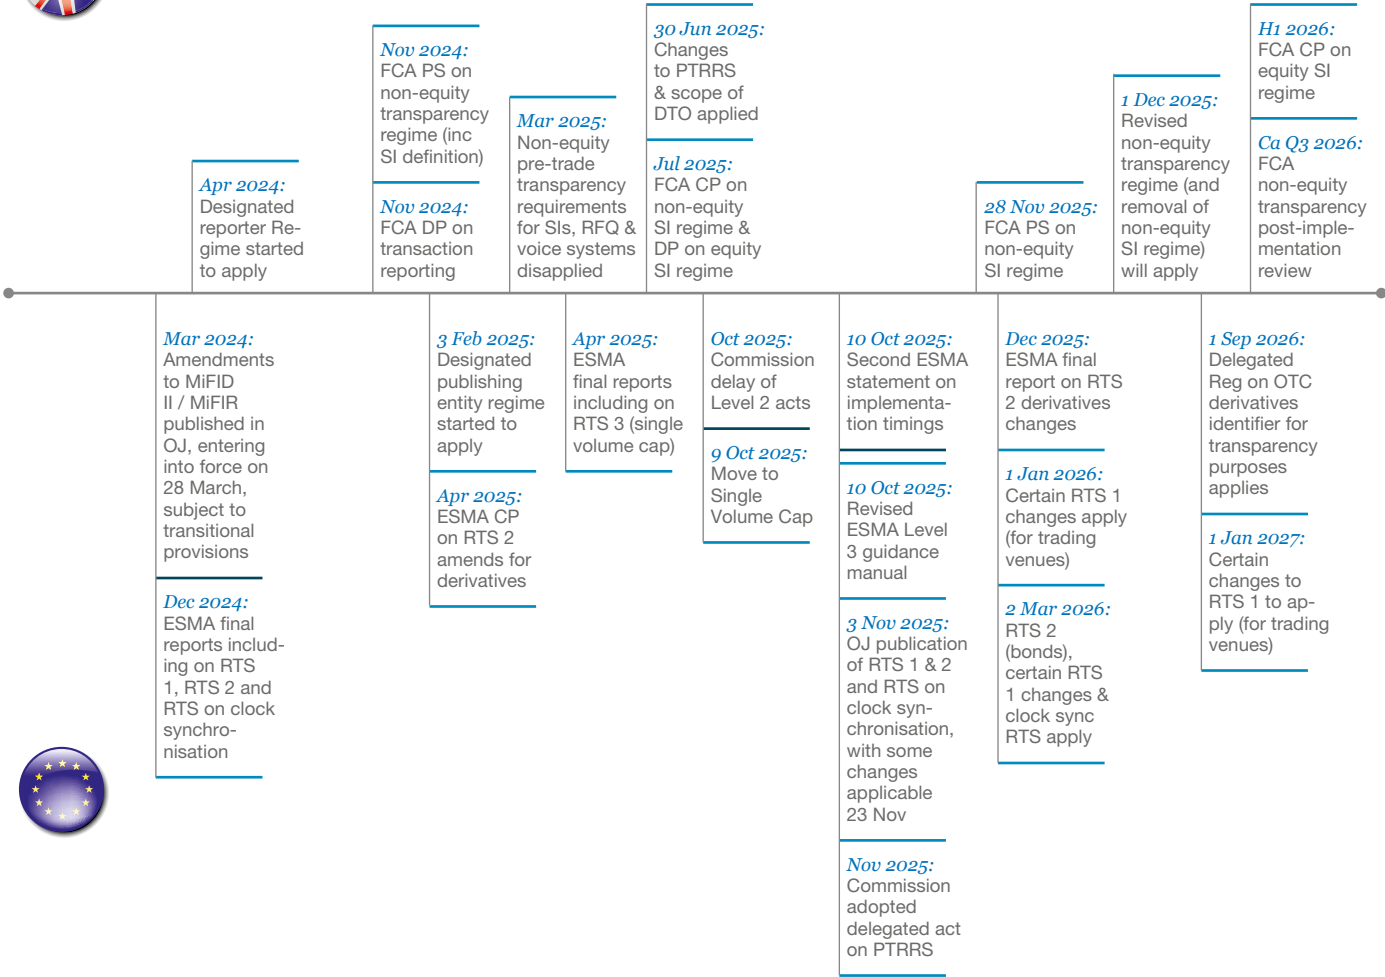 Apr 2024:
Designated
reporter Re-
gime started
to apply
Nov 2024:
FCA PS on
non-equity
transparency
regime (inc
SI definition)
Nov 2024:
FCA DP on
transaction
reporting
Mar 2025:
Non-equity
pre-trade
transparency
requirements
for SIs, RFQ &
voice systems
disapplied
30 Jun 2025:
Changes
to PTRRS
& scope of
DTO applied
Jul 2025:
FCA CP on
non-equity
SI regime &
DP on equity
SI regime
28 Nov 2025:
FCA PS on
non-equity
SI regime
1 Dec 2025:
Revised
non-equity
transparency
regime (and
removal of
non-equity
SI regime)
will apply
H1 2026:
FCA CP on
equity SI
regime
Ca Q3 2026:
FCA
non-equity
transparency
post-imple-
mentation
review
Mar 2024:
Amendments
to MiFID
II / MiFIR
published in
OJ, entering
into force on
28 March,
subject to
transitional
provisions
Dec 2024:
ESMA final
reports includ-
ing on RTS
1, RTS 2 and
RTS on clock
synchro-
nisation
3 Feb 2025:
Designated
publishing
entity regime
started to
apply
Apr 2025:
ESMA CP
on RTS 2
amends for
derivatives
Apr 2025:
ESMA
final reports
including on
RTS 3 (single
volume cap)
Oct 2025:
Commission
delay of
Level 2 acts
9 Oct 2025:
Move to
Single
Volume Cap
10 Oct 2025:
Second ESMA
statement on
implementa-
tion timings
10 Oct 2025:
Revised
ESMA Level
3 guidance
manual
3 Nov 2025:
OJ publication
of RTS 1 & 2
and RTS on
clock syn-
chronisation,
with some
changes
applicable
23 Nov
Nov 2025:
Commission
adopted
delegated act
on PTRRS
Dec 2025:
ESMA final
report on RTS
2 derivatives
changes
1 Jan 2026:
Certain RTS 1
changes apply
(for trading
venues)
2 Mar 2026:
RTS 2
(bonds),
certain RTS
1 changes &
clock sync
RTS apply
1 Sep 2026:
Delegated
Reg on OTC
derivatives
identifier for
transparency
purposes
applies
1 Jan 2027:
Certain
changes to
RTS 1 to ap-
ply (for trading
venues)